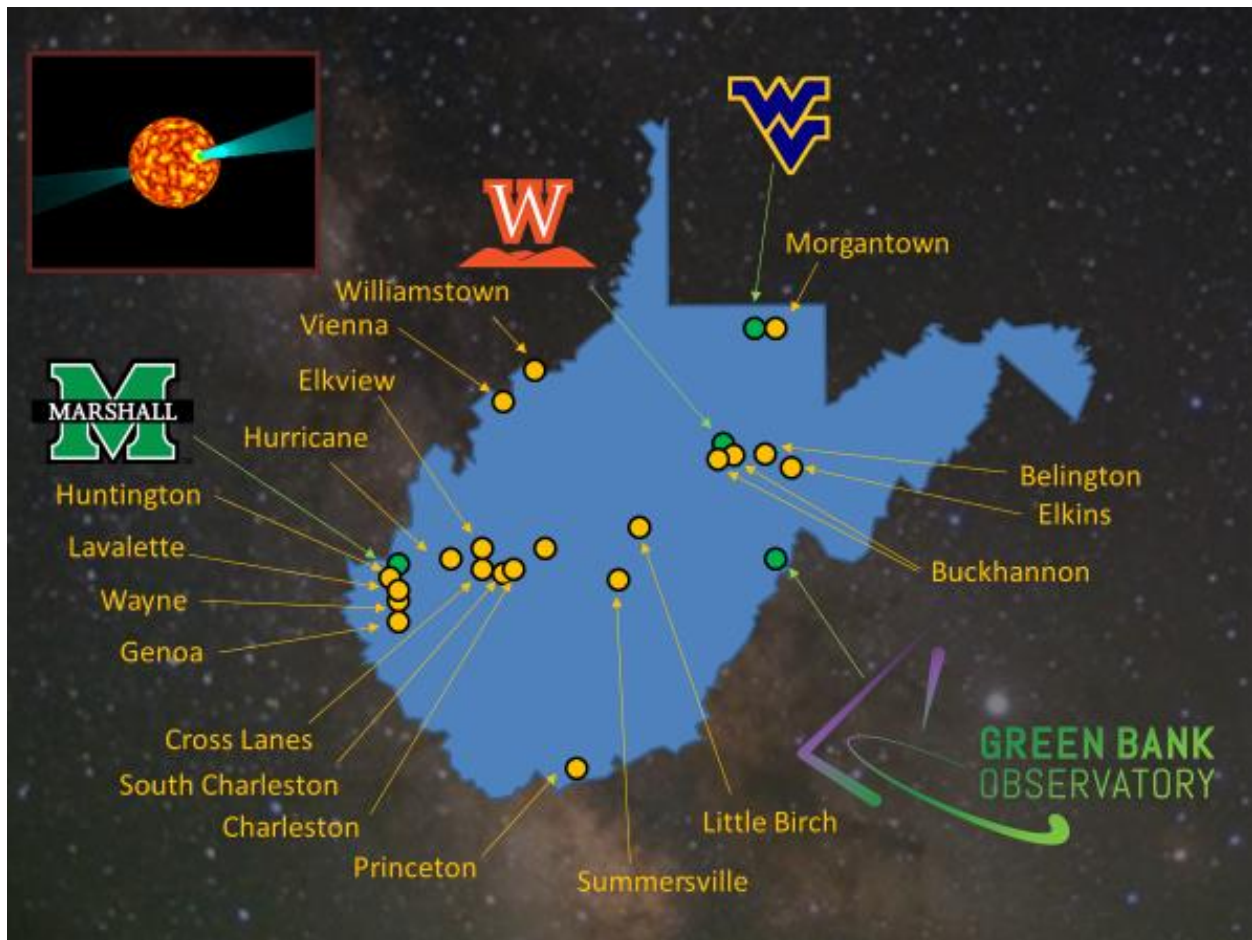 Morgantown
W
Williamstown
Vienna
Elkview
MARSHALL
Hurricane
Huntington
Belington
Elkins
Lavalette
Buckhannon
Wayne
Genoa
Cross Lanes
GREEN BANK
OBSERVATORY
South Charleston
Charleston
Little Birch
Princeton
Summersville